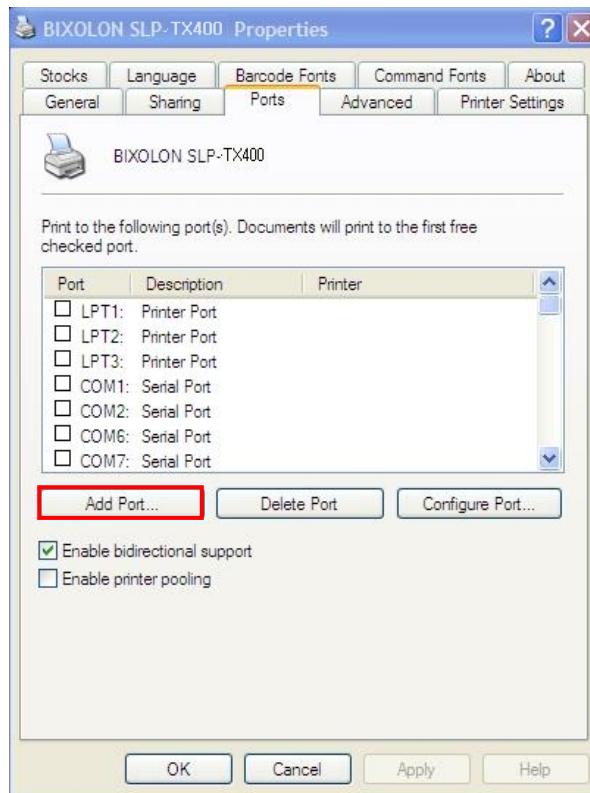 BIXOLON SLP-TX400 Properties
Stocks Language Barcode Fonts Command Fonts About
General Sharing Ports Advanced Printer Settings
BIXOLON SLP-TX400
Print to the following port(s). Documents will print to the first free
checked port.
Port Description Printer
LPT1: Printer Port
LPT2: Printer Port
LPT3: Printer Port
COM1: Serial Port
COM2: Serial Port
COM6: Serial Port
COM7: Serial Port
Add Port... Delete Port Configure Port...
Enable bidirectional support
Enable printer pooling
OK Cancel Apply Help